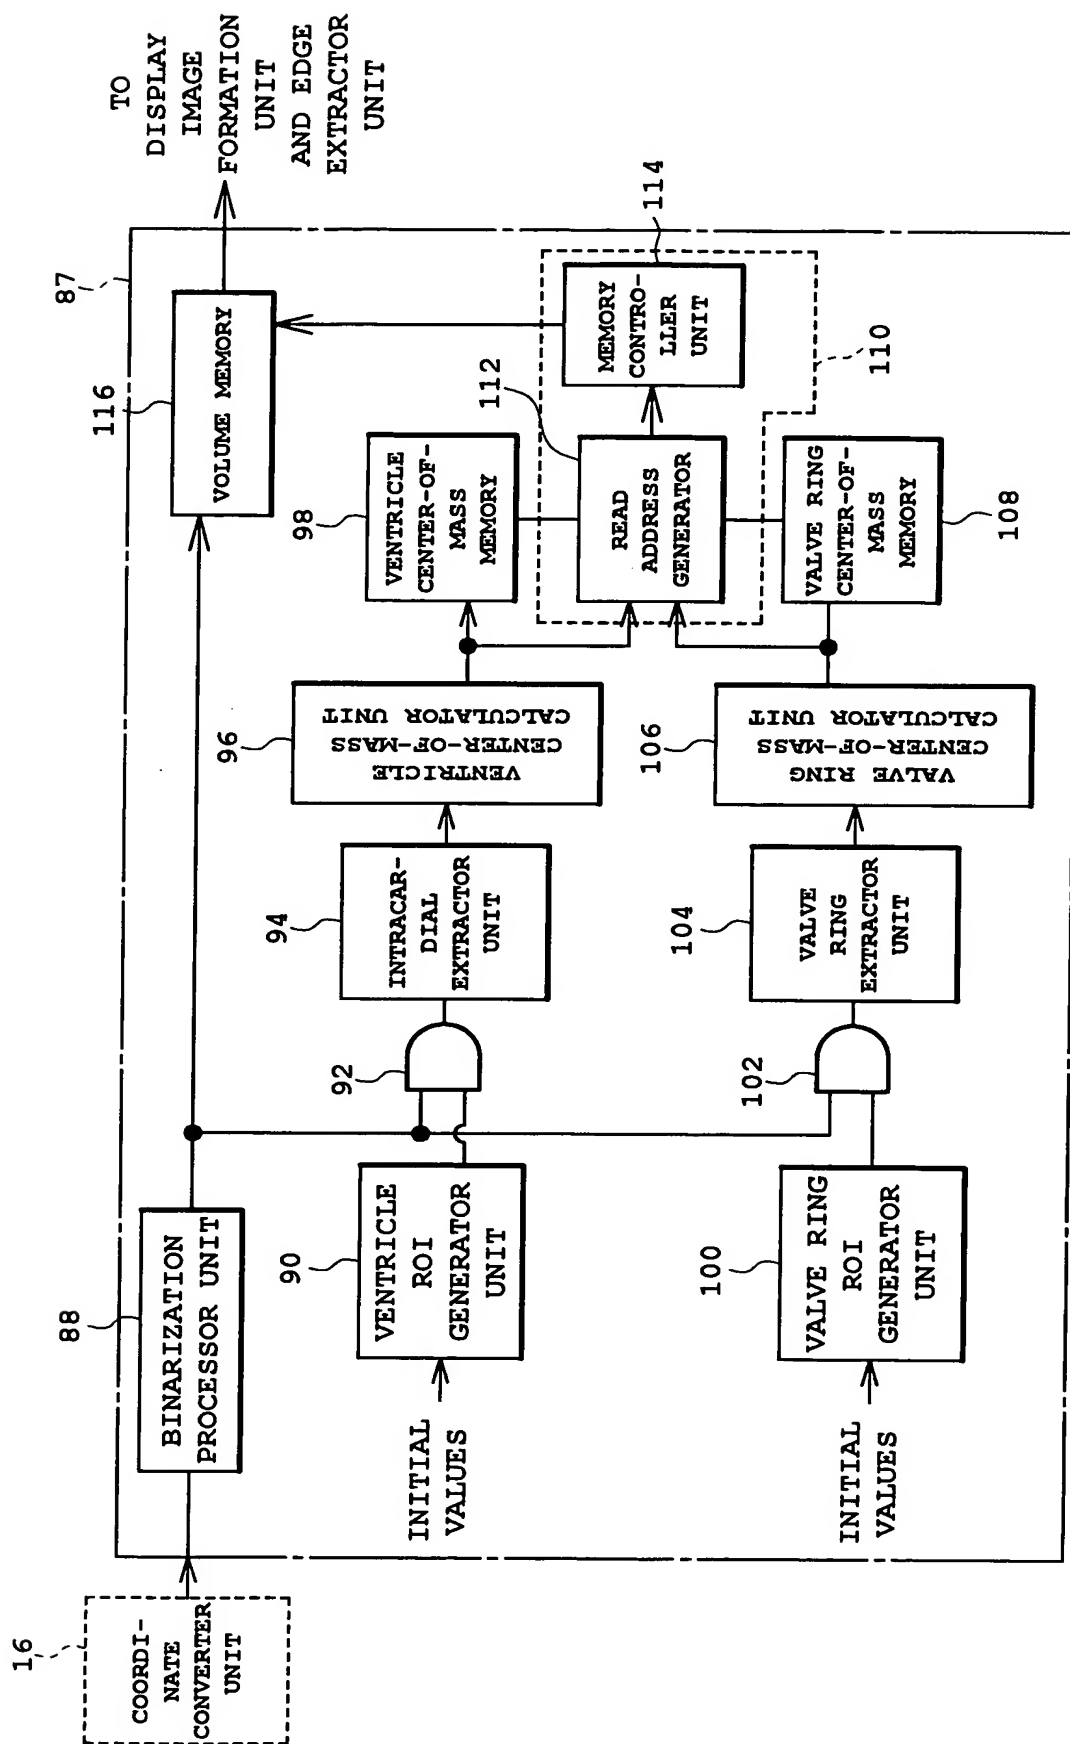 16
COORDI-
NATE
CONVERTER
UNIT
87
88
BINARIZATION
PROCESSOR UNIT
116
VOLUME MEMORY
TO
DISPLAY
IMAGE
FORMATION
UNIT
AND EDGE
EXTRACTOR
UNIT
INITIAL
VALUES
90
VENTRICLE
ROI
GENERATOR
UNIT
92
94
INTRACAR-
DIAL
EXTRACTOR
UNIT
96
VENTRICLE
CENTER-OF-MASS
CALCULATOR UNIT
98
VENTRICLE
CENTER-OF-
MASS
MEMORY
112
READ
ADDRESS
GENERATOR
MEMORY
CONTRO-
LLER
UNIT
114
110
INITIAL
VALUES
100
VALVE RING
ROI
GENERATOR
UNIT
102
104
VALVE
RING
EXTRACTOR
UNIT
106
VALVE RING
CENTER-OF-MASS
CALCULATOR UNIT
VALVE RING
CENTER-OF-
MASS
MEMORY
108